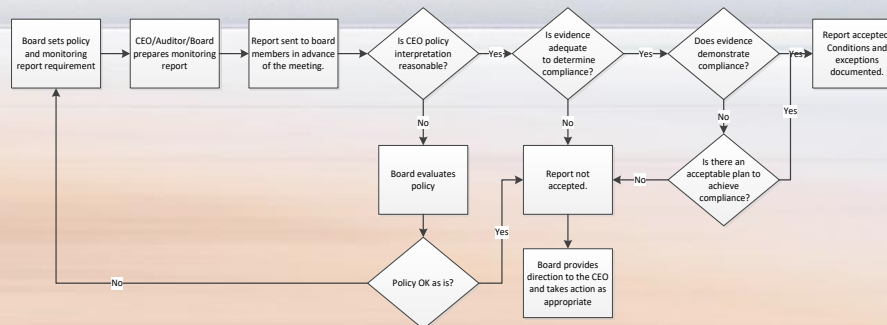 Board sets policy
and monitoring
report requirement
CEO/Auditor/Board
prepares monitoring
report
Report sent to board
members in advance
of the meeting.
Is CEO policy
interpretation
reasonable?
Yes
Is evidence
adequate
to determine
compliance?
Yes
Does evidence
demonstrate
compliance?
Yes
Report accepted.
Conditions and
exceptions
documented.
No
No
No
Yes
Board evaluates
policy
Report not
accepted.
No
Is there an
acceptable plan to
achieve
compliance?
Yes
No
Policy OK as is?
Board provides
direction to the CEO
and takes action as
appropriate